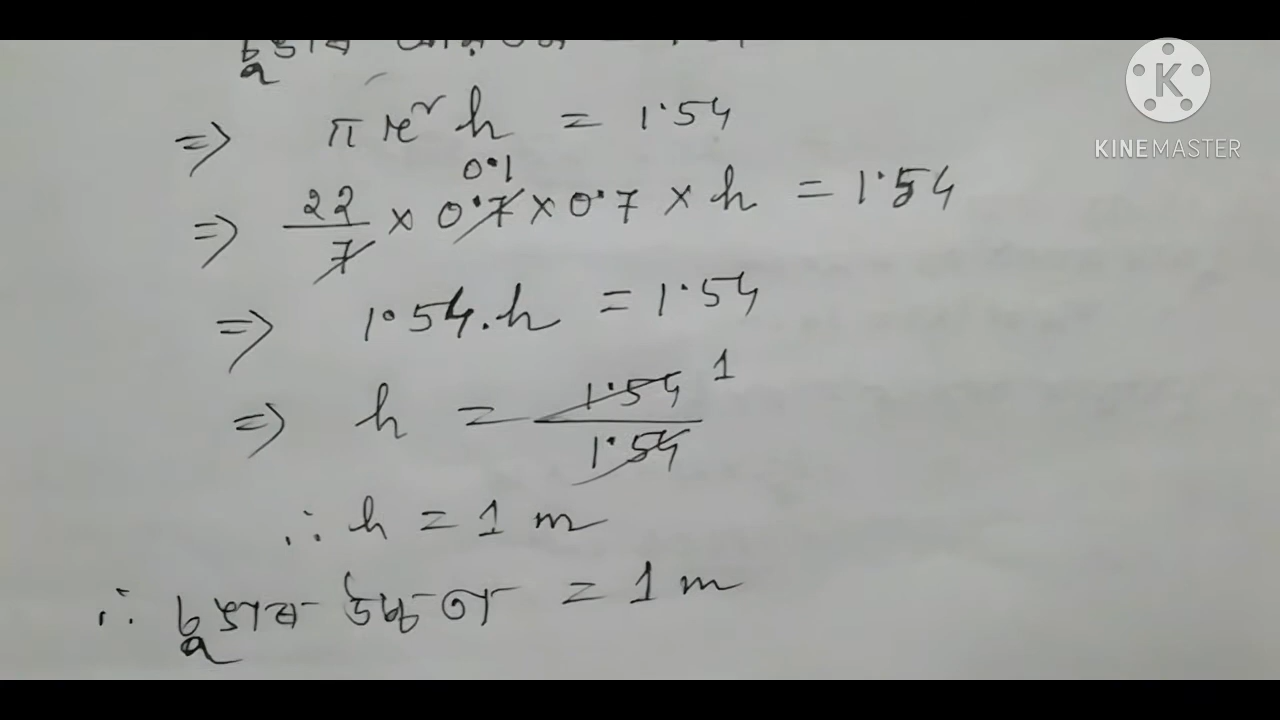 KINEMASTER
=> πr²h = 1.54
0.1
=> 22/7 × 0.7 × 0.7 × h = 1.54
=> 1.54.h = 1.54
=> h = 1.54/1.54 1
∴ h = 1 m
∴ চুঙাৰ উচ্চতা = 1 m